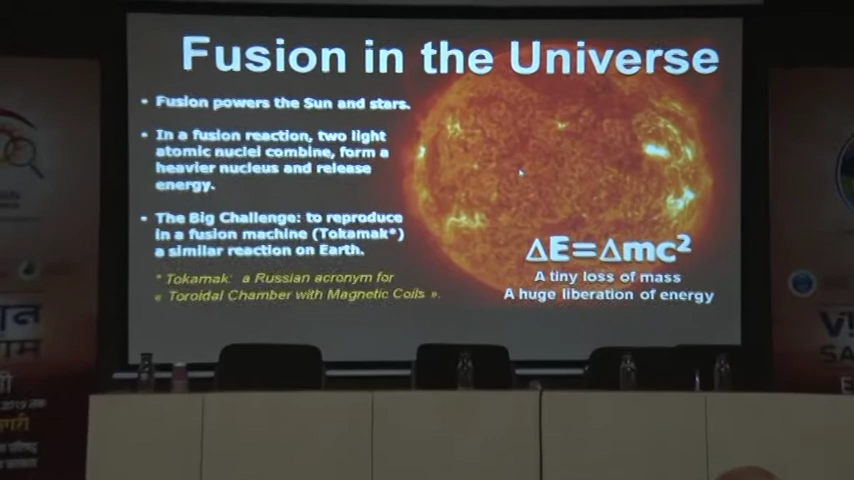 Fusion in the Universe
• Fusion powers the Sun and stars.
• In a fusion reaction, two light
atomic nuclei combine, form a
heavier nucleus and release
energy.
• The Big Challenge: to reproduce
in a fusion machine (Tokamak*)
a similar reaction on Earth.
* Tokamak: a Russian acronym for
« Toroidal Chamber with Magnetic Coils ».
ΔE=Δmc²
A tiny loss of mass
A huge liberation of energy
2019 तक